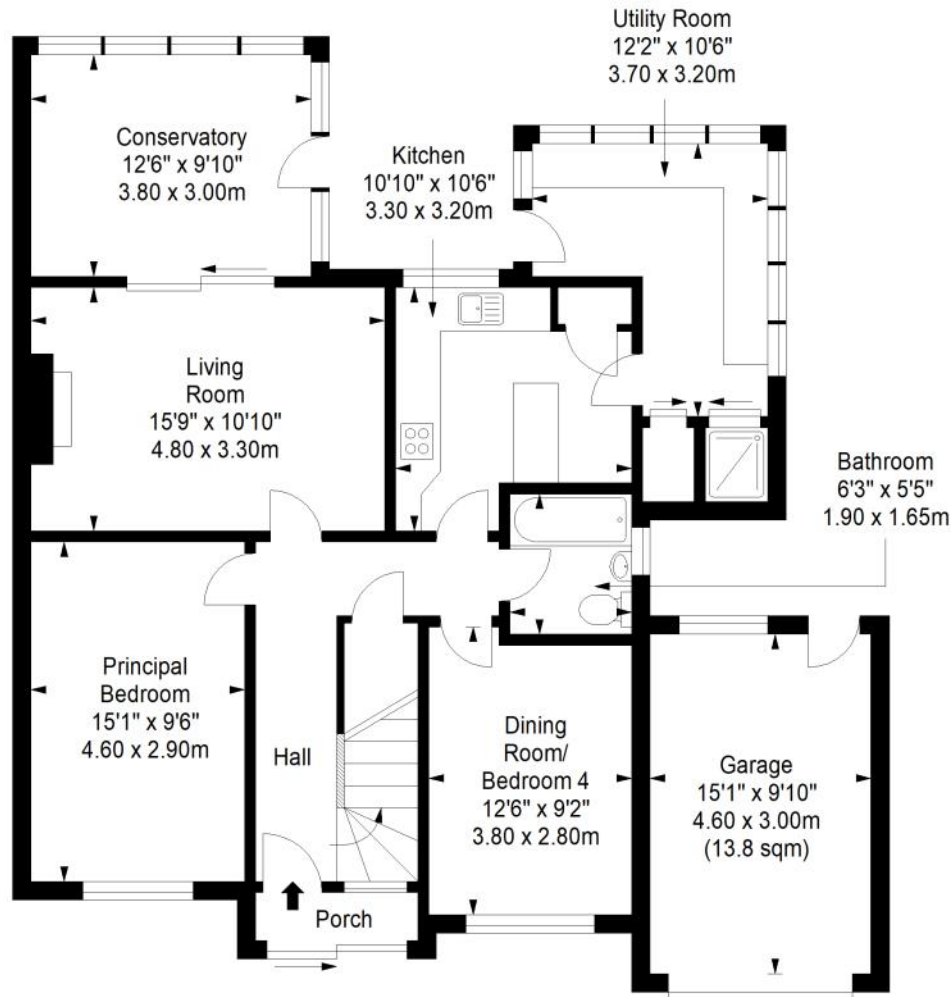 Utility Room
12'2" x 10'6"
3.70 x 3.20m
Conservatory
12'6" x 9'10"
3.80 x 3.00m
Kitchen
10'10" x 10'6"
3.30 x 3.20m
Living
Room
15'9" x 10'10"
4.80 x 3.30m
Bathroom
6'3" x 5'5"
1.90 x 1.65m
Principal
Bedroom
15'1" x 9'6"
4.60 x 2.90m
Hall
Dining
Room/
Bedroom 4
12'6" x 9'2"
3.80 x 2.80m
Garage
15'1" x 9'10"
4.60 x 3.00m
(13.8 sqm)
Porch